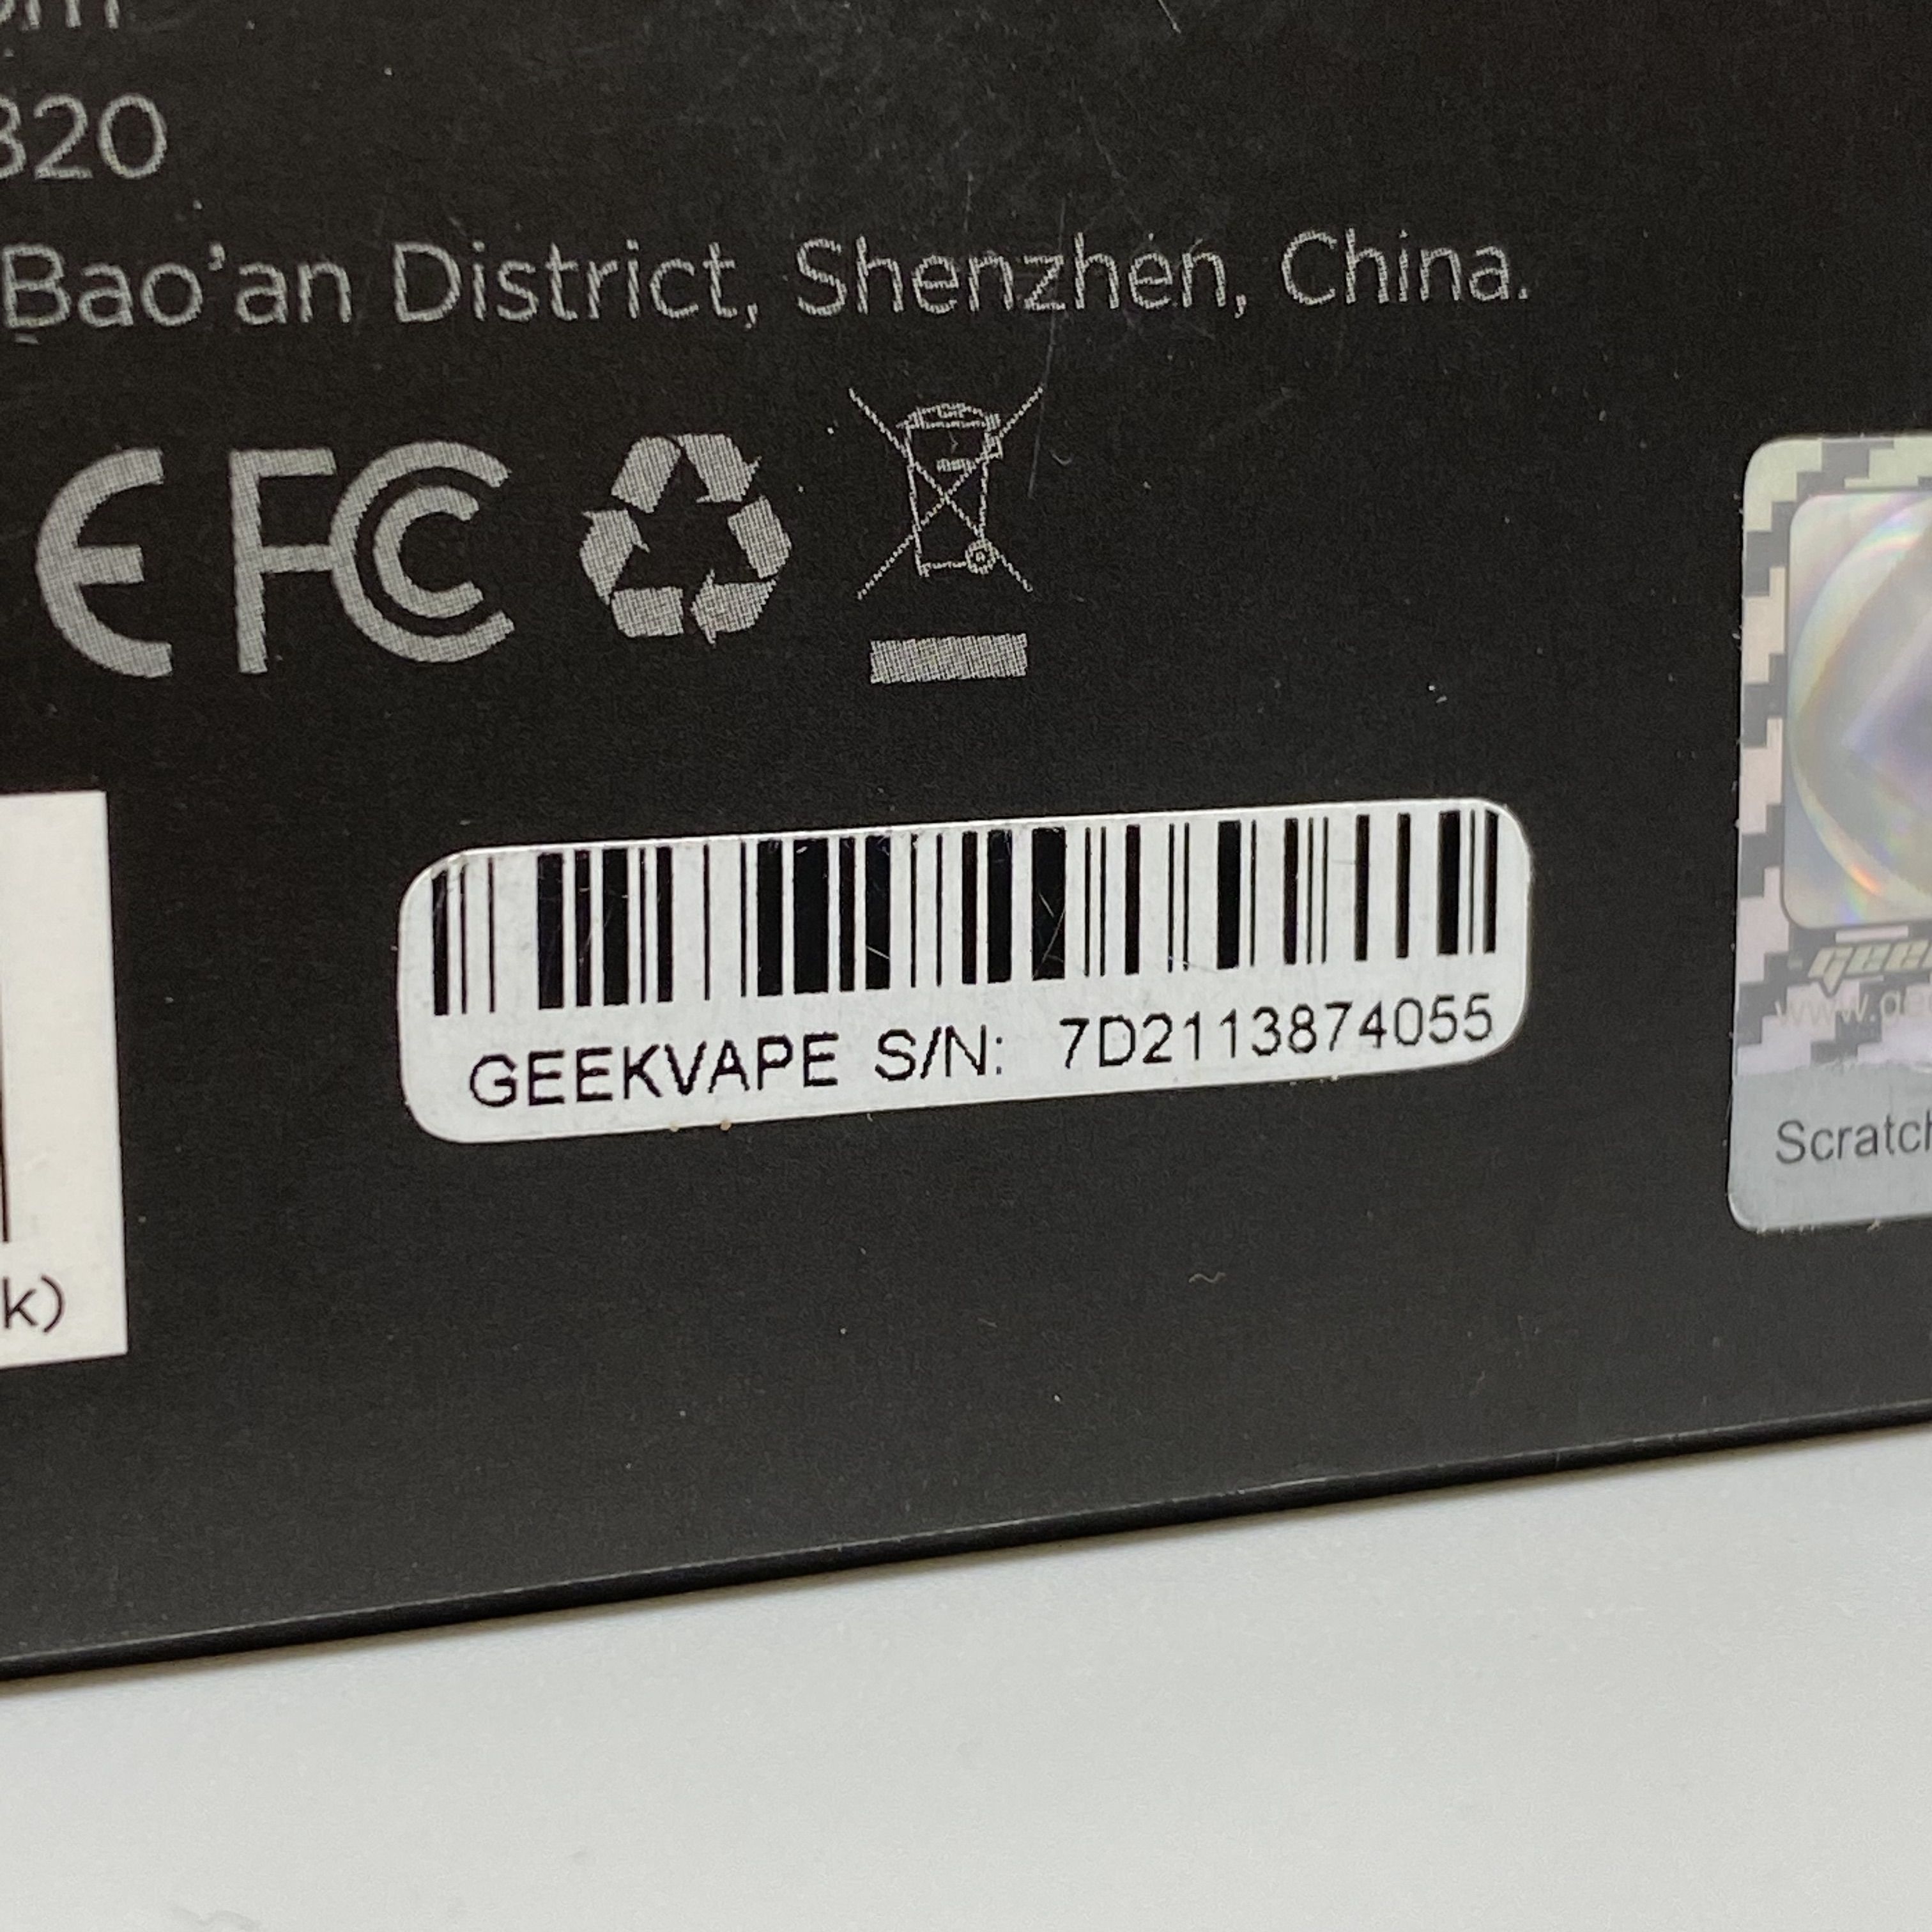 320
Bao'an District, Shenzhen, China.
FC
GEEKVAPE S/N: 7D2113874055
k)
Scratch